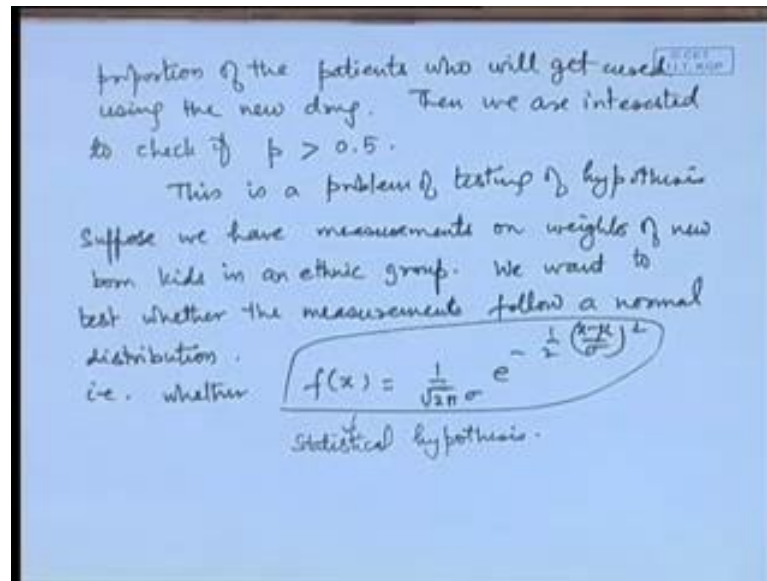 proportion of the patients who will get cured
using the new drug. Then we are interested
to check if p > 0.5.
This is a problem of testing of hypothesis
Suppose we have measurements on weights of new
born kids in an ethnic group. We want to
test whether the measurements follow a normal
distribution.
i.e. whether f(x) = 1/√2π σ e^{-1/2 (x-μ/σ)^2}
Statistical hypothesis.